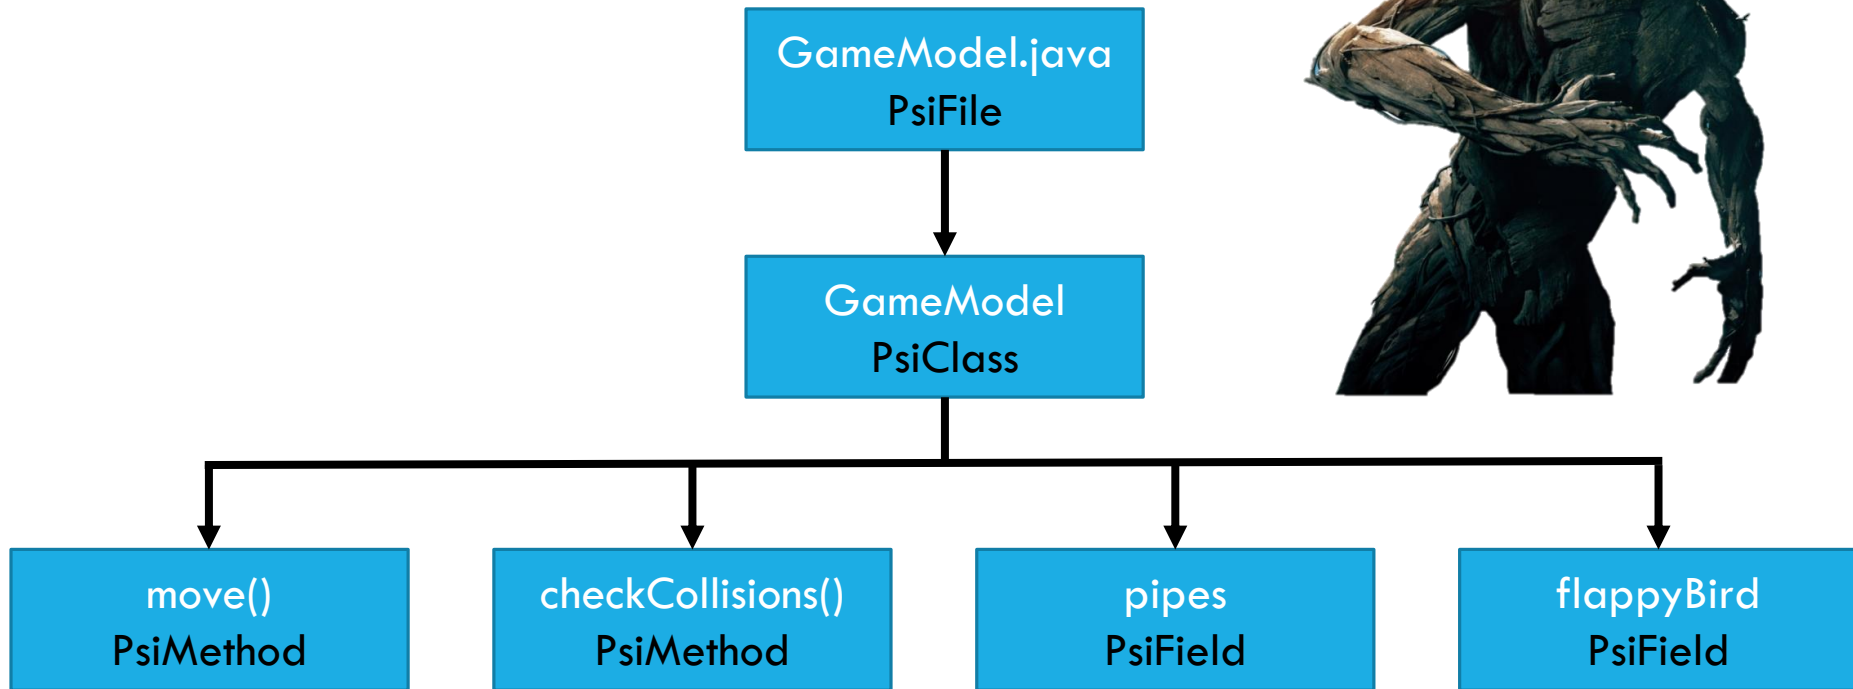 GameModel.java
PsiFile
GameModel
PsiClass
move()
PsiMethod
checkCollisions()
PsiMethod
pipes
PsiField
flappyBird
PsiField